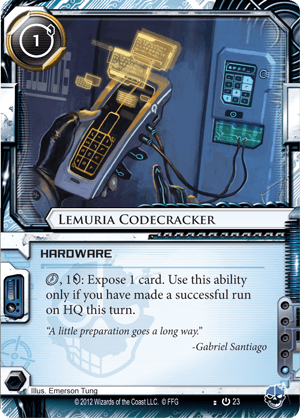 1
LEMURIA CODECRACKER
HARDWARE
, 1: Expose 1 card. Use this ability
only if you have made a successful run
on HQ this turn.
"A little preparation goes a long way."
-Gabriel Santiago
Illus. Emerson Tung
© 2012 Wizards of the Coast LLC. © FFG
23